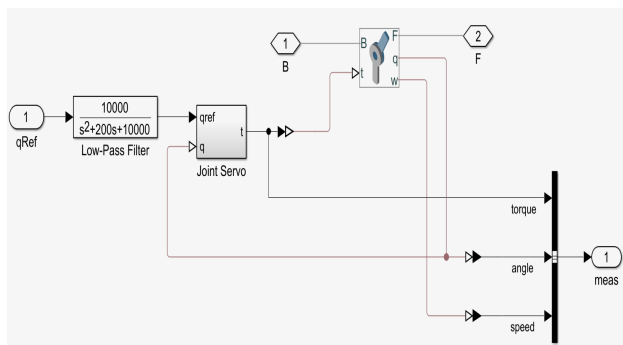 1
B
B
F
q
w
t
2
F
1
qRef
10000
s2+200s+10000
Low-Pass Filter
qref
q
t
Joint Servo
torque
angle
speed
1
meas